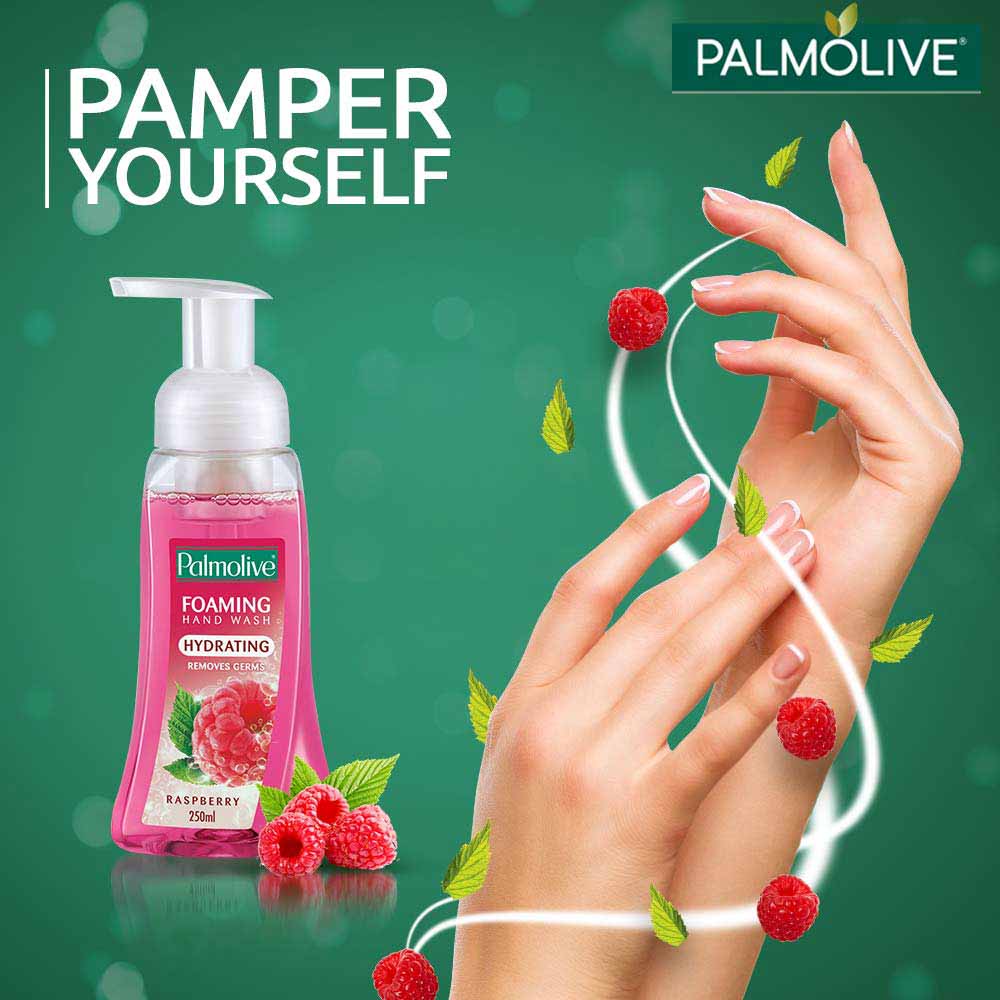 PAMPER
YOURSELF
PALMOLIVE®
Palmolive®
FOAMING
HAND WASH
HYDRATING
REMOVES GERMS
RASPBERRY
250ml